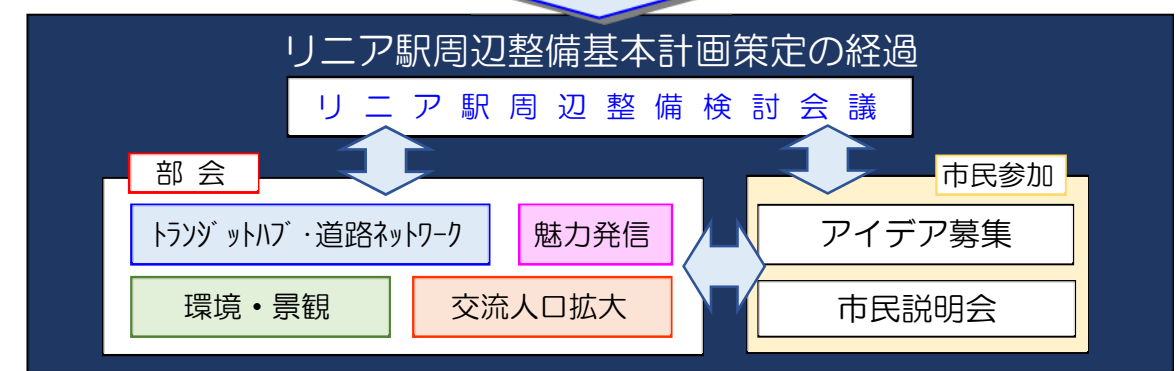 リニア駅周辺整備基本計画策定の経過
リニア駅周辺整備検討会議
部会
市民参加
ﾄﾗﾝｼﾞｯﾄﾊﾌﾞ・道路ﾈｯﾄﾜｰｸ
魅力発信
アイデア募集
環境・景観
交流人口拡大
市民説明会